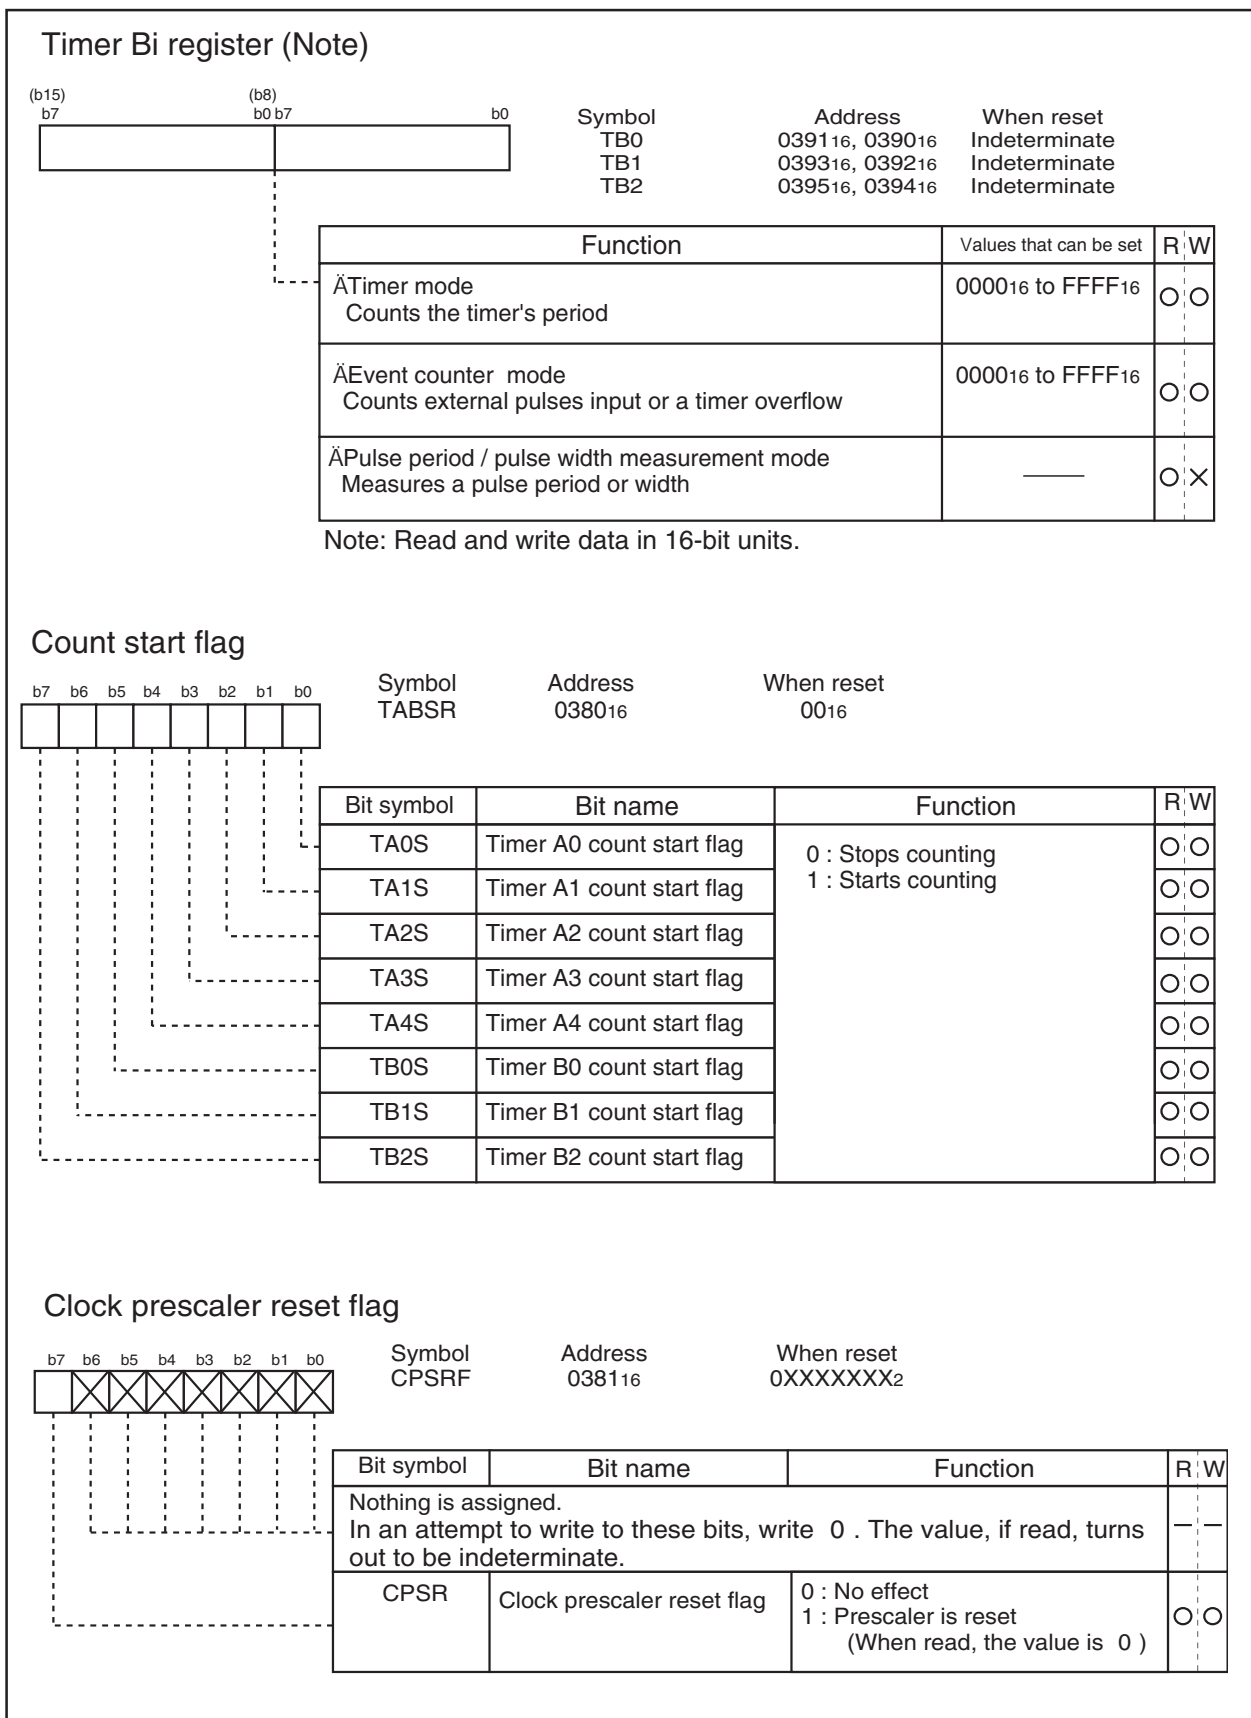 Timer Bi register (Note)
(b15) (b8)
b7 b0 b7 b0
Symbol Address When reset
TB0 039116, 039016 Indeterminate
TB1 039316, 039216 Indeterminate
TB2 039516, 039416 Indeterminate
Function Values that can be set R W
ÄTimer mode 000016 to FFFF16
Counts the timer's period
ÄEvent counter mode 000016 to FFFF16
Counts external pulses input or a timer overflow
ÄPulse period / pulse width measurement mode
Measures a pulse period or width
Note: Read and write data in 16-bit units.
Count start flag
b7 b6 b5 b4 b3 b2 b1 b0
Symbol Address When reset
TABSR 038016 0016
Bit symbol Bit name Function R W
TA0S Timer A0 count start flag 0 : Stops counting
1 : Starts counting
TA1S Timer A1 count start flag
TA2S Timer A2 count start flag
TA3S Timer A3 count start flag
TA4S Timer A4 count start flag
TB0S Timer B0 count start flag
TB1S Timer B1 count start flag
TB2S Timer B2 count start flag
Clock prescaler reset flag
b7 b6 b5 b4 b3 b2 b1 b0
Symbol Address When reset
CPSRF 038116 0XXXXXXX2
Bit symbol Bit name Function R W
Nothing is assigned.
In an attempt to write to these bits, write 0 . The value, if read, turns
out to be indeterminate.
CPSR Clock prescaler reset flag 0 : No effect
1 : Prescaler is reset
(When read, the value is 0 )